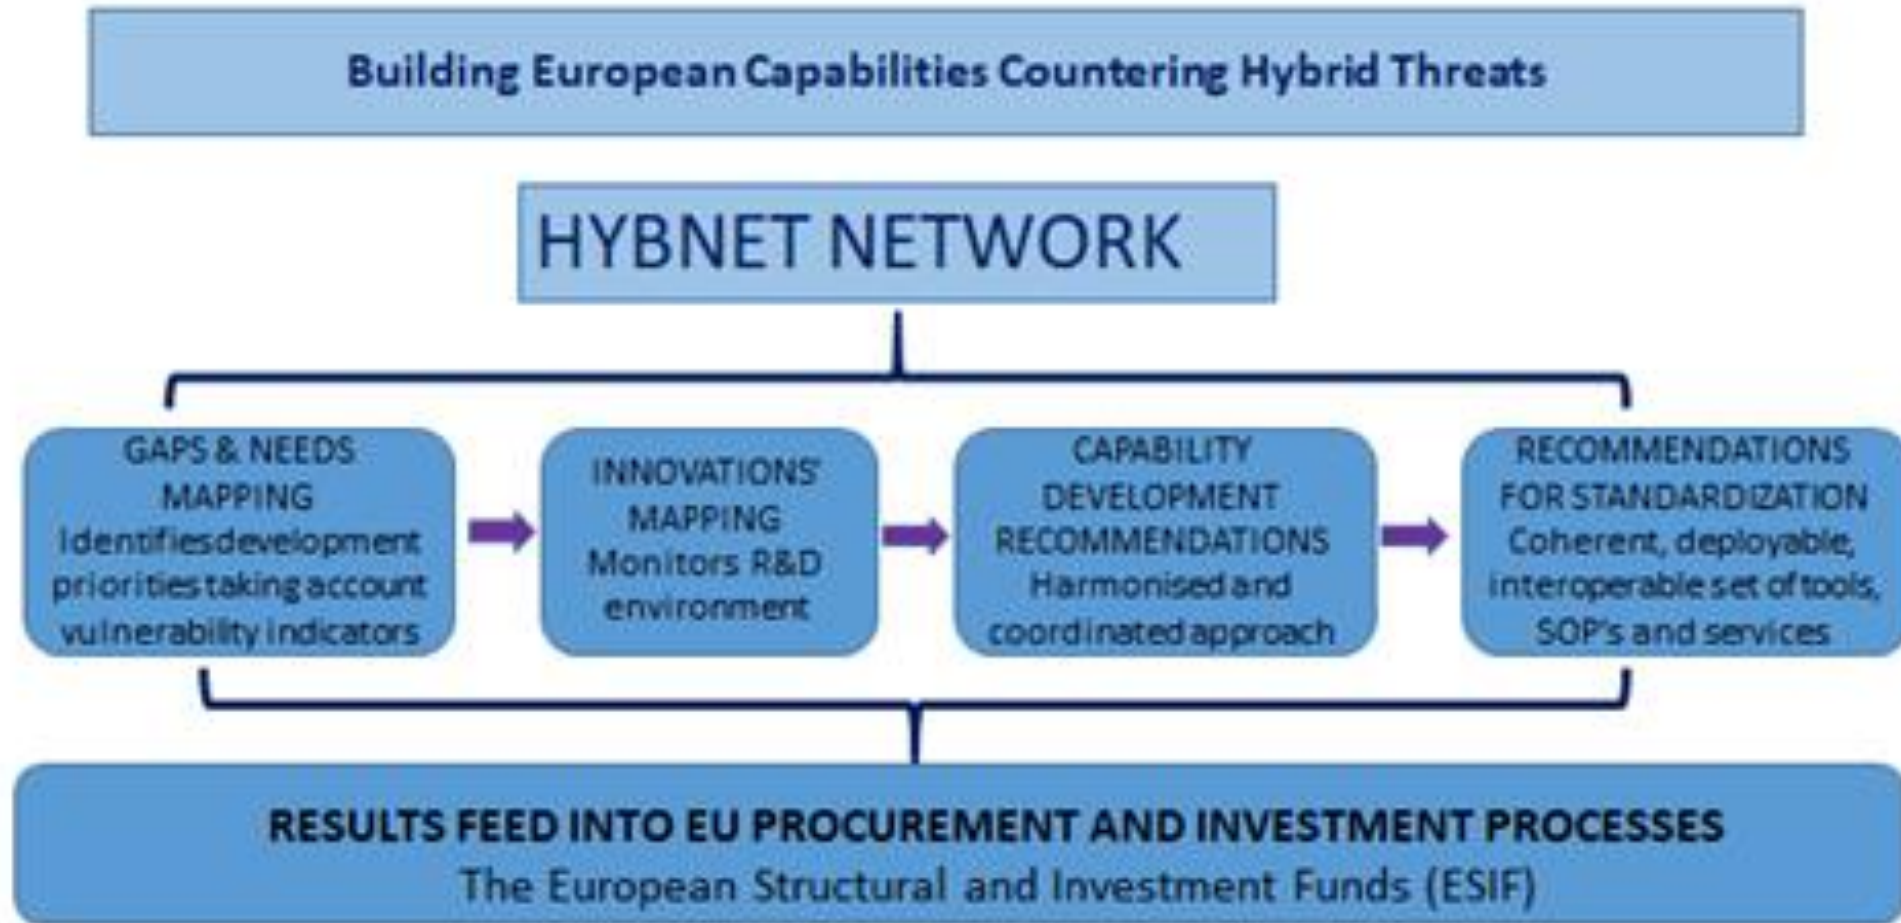 Building European Capabilities Countering Hybrid Threats
HYBNET NETWORK
GAPS & NEEDS
MAPPING
Identifies development
priorities taking account
vulnerability indicators
INNOVATIONS'
MAPPING
Monitors R&D
environment
CAPABILITY
DEVELOPMENT
RECOMMENDATIONS
Harmonised and
coordinated approach
RECOMMENDATIONS
FOR STANDARDIZATION
Coherent, deployable,
interoperable set of tools,
SOP's and services
RESULTS FEED INTO EU PROCUREMENT AND INVESTMENT PROCESSES
The European Structural and Investment Funds (ESIF)